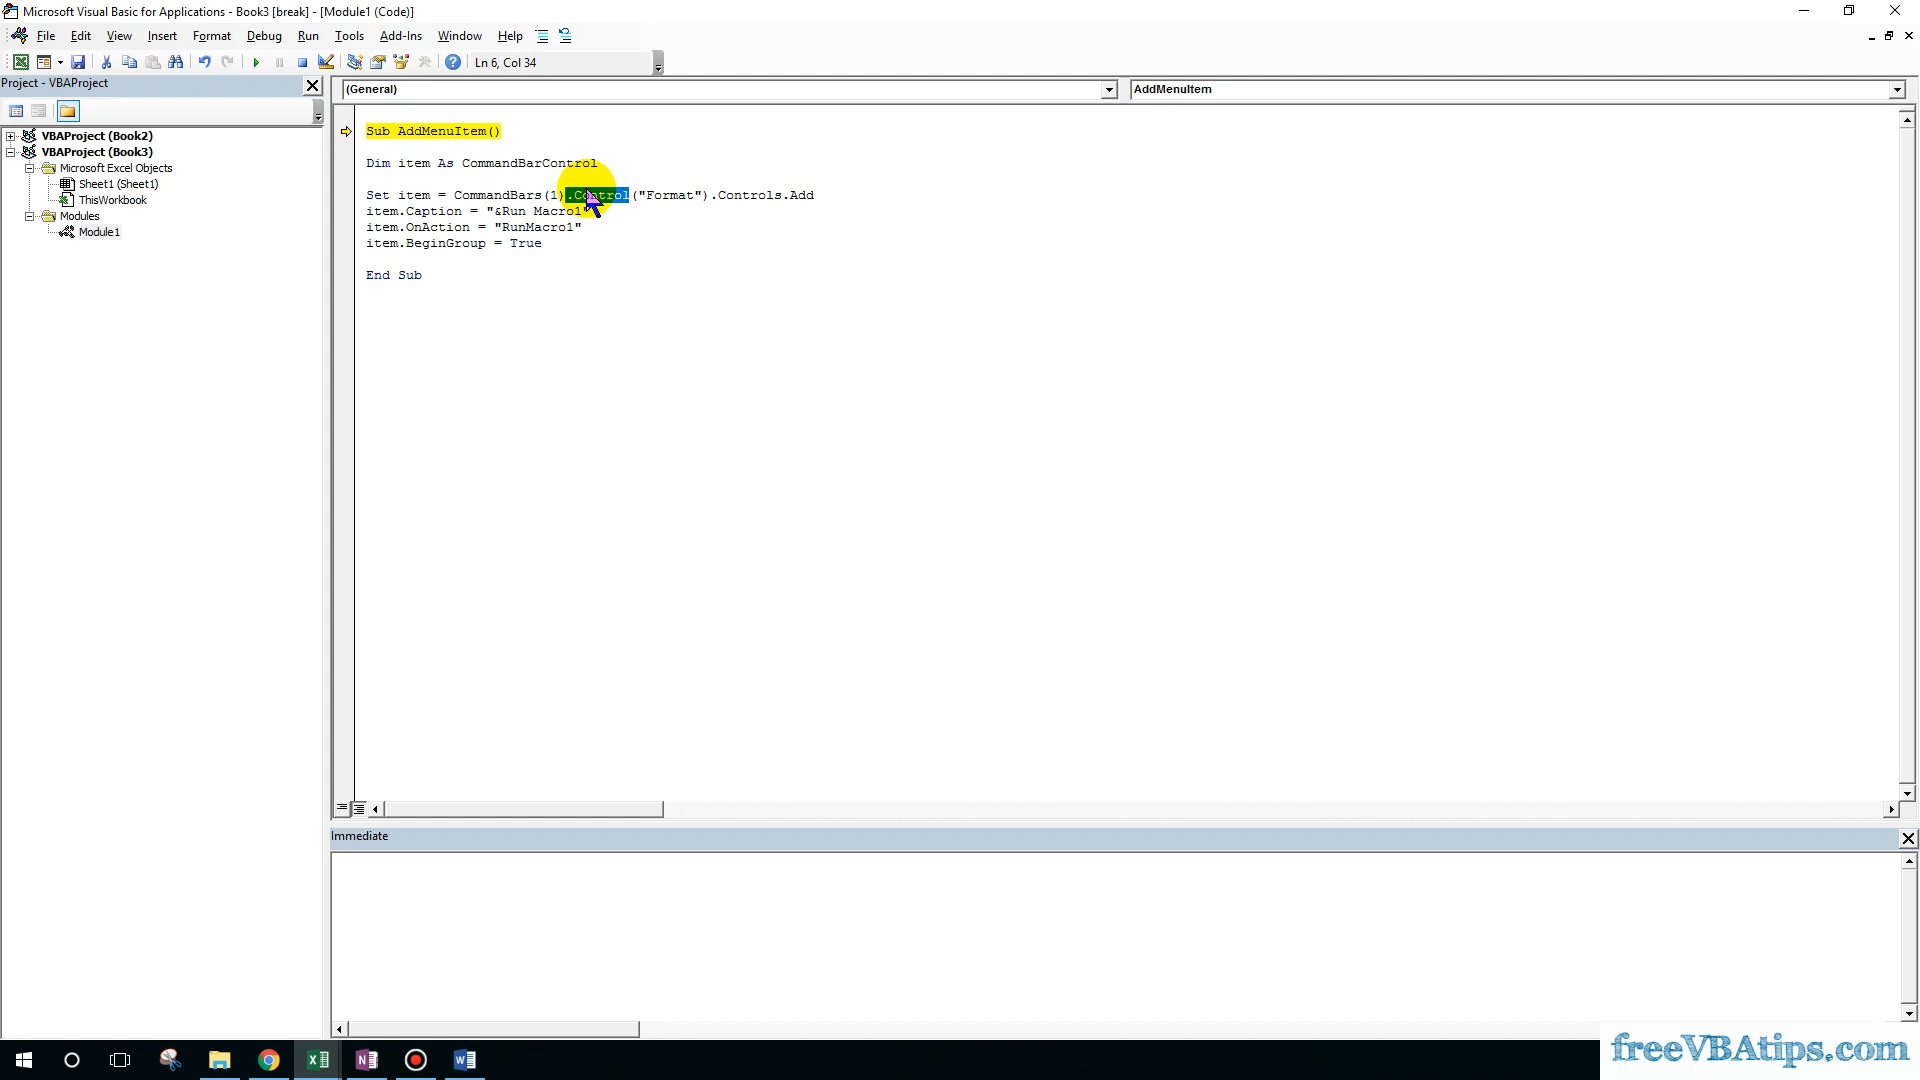 Microsoft Visual Basic for Applications - Book3 [break] - [Module1 (Code)]
File Edit View Insert Format Debug Run Tools Add-Ins Window Help
Ln 6, Col 34
Project - VBAProject
(General)
AddMenuItem
VBAProject (Book2)
VBAProject (Book3)
Microsoft Excel Objects
Sheet1 (Sheet1)
ThisWorkbook
Modules
Module1
Sub AddMenuItem()
Dim item As CommandBarControl
Set item = CommandBars(1).Control("Format").Controls.Add
item.Caption = "&Run Macro1"
item.OnAction = "RunMacro1"
item.BeginGroup = True
End Sub
Immediate
freeVBAtips.com